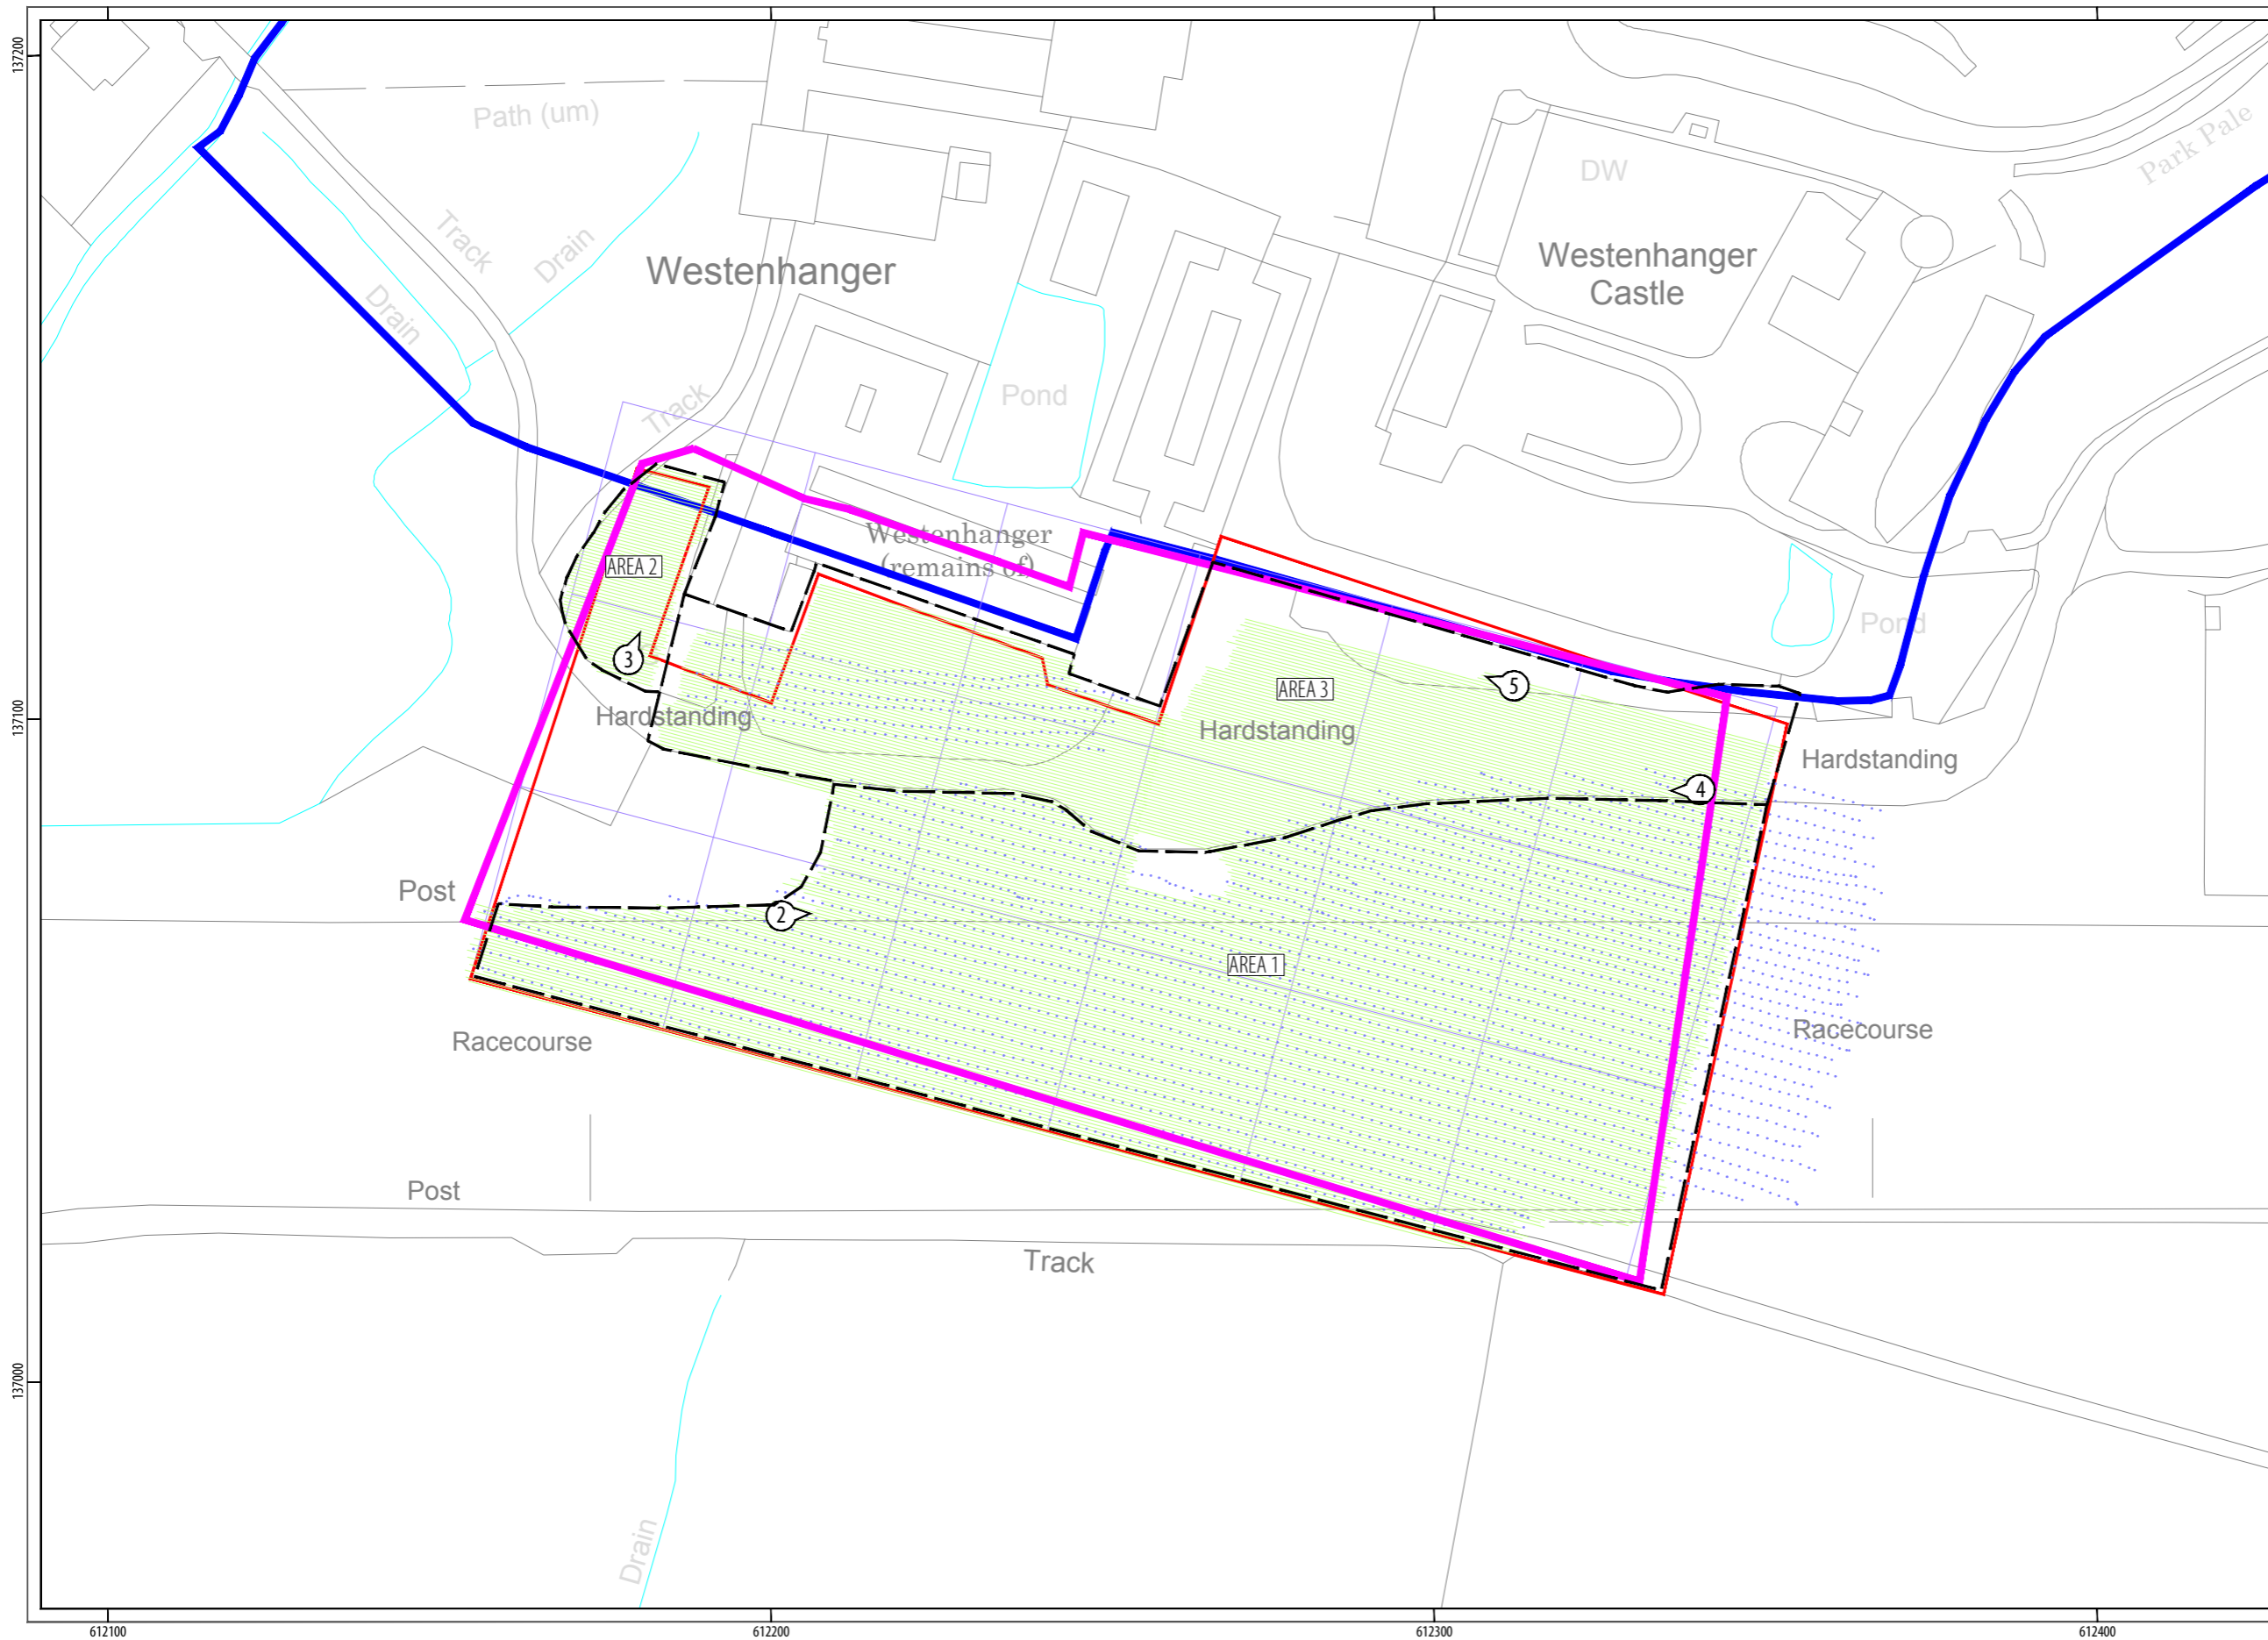 137200
Path (um)
Park Pale
DW
Track
Drain
Westenhanger
Westenhanger
Castle
Drain
Track
Pond
Westenhanger
(remains of)
AREA 2
Pond
3
5
AREA 3
137100
Hardstanding
Hardstanding
Hardstanding
4
Post
2
AREA 1
Racecourse
Racecourse
Post
Track
137000
Drain
612100
612200
612300
612400